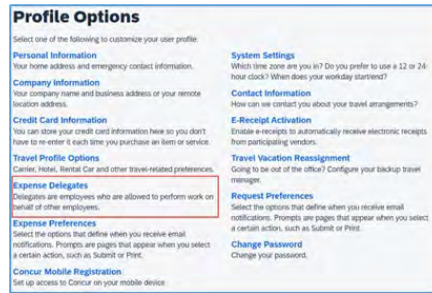 Profile Options
Select one of the following to customize your user profile.
Personal Information
Your home address and emergency contact information.
Company Information
Your company name and business address or your remote
location address.
Credit Card Information
You can store your credit card information here so you don't
have to re-enter it each time you purchase an item or service.
Travel Profile Options
Carrier, Hotel, Rental Car and other travel-related preferences.
Expense Delegates
Delegates are employees who are allowed to perform work on
behalf of other employees.
Expense Preferences
Select the options that define when you receive email
notifications. Prompts are pages that appear when you select
a certain action, such as Submit or Print.
Concur Mobile Registration
Set up access to Concur on your mobile device
System Settings
Which time zone are you in? Do you prefer to use a 12 or 24
hour clock? When does your workday start/end?
Contact Information
How can we contact you about your travel arrangements?
E-Receipt Activation
Enable e-receipts to automatically receive electronic receipts
from participating vendors.
Travel Vacation Reassignment
Going to be out of the office? Configure your backup travel
manager.
Request Preferences
Select the options that define when you receive email
notifications. Prompts are pages that appear when you select
a certain action, such as Submit or Print.
Change Password
Change your password.